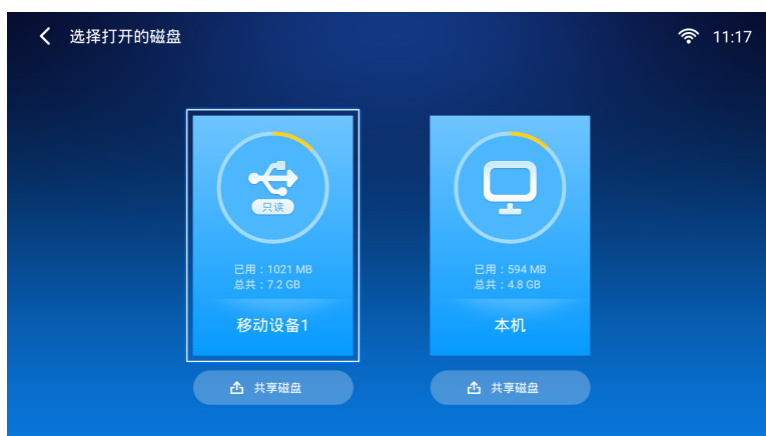 选择打开的磁盘
11:17
只读
已用：1021 MB
总共：7.2 GB
移动设备1
共享磁盘
已用：594 MB
总共：4.8 GB
本机
共享磁盘